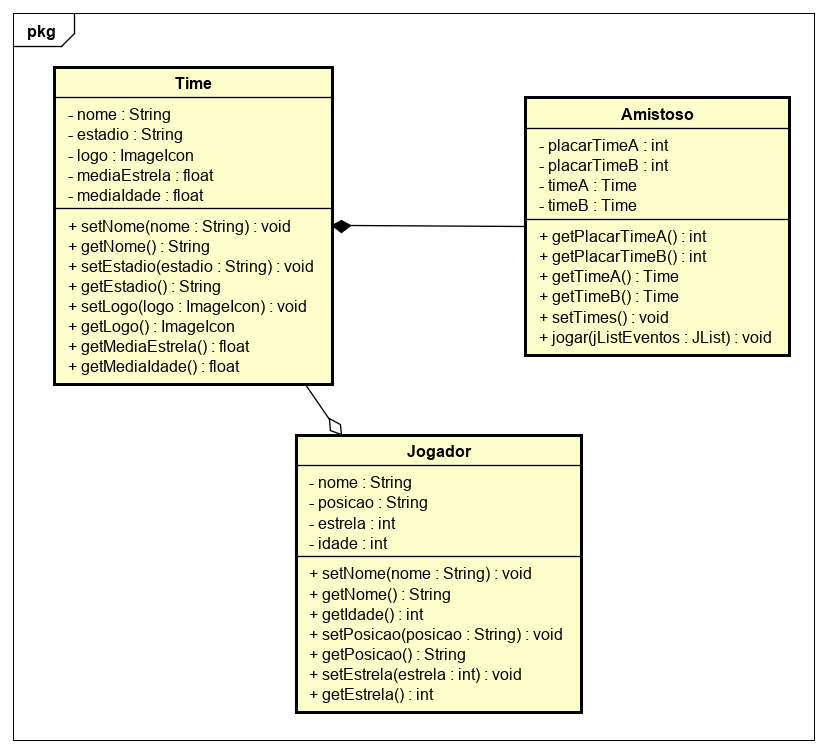 pkg
Time
- nome : String
- estadio : String
- logo : ImageIcon
- mediaEstrela : float
- mediaIdade : float
+ setNome(nome : String) : void
+ getNome() : String
+ setEstadio(estadio : String) : void
+ getEstadio() : String
+ setLogo(logo : ImageIcon) : void
+ getLogo() : ImageIcon
+ getMediaEstrela() : float
+ getMediaIdade() : float
Amistoso
- placarTimeA : int
- placarTimeB : int
- timeA : Time
- timeB : Time
+ getPlacarTimeA() : int
+ getPlacarTimeB() : int
+ getTimeA() : Time
+ getTimeB() : Time
+ setTimes() : void
+ jogar(jListEventos : JList) : void
Jogador
- nome : String
- posicao : String
- estrela : int
- idade : int
+ setNome(nome : String) : void
+ getNome() : String
+ getIdade() : int
+ setPosicao(posicao : String) : void
+ getPosicao() : String
+ setEstrela(estrela : int) : void
+ getEstrela() : int